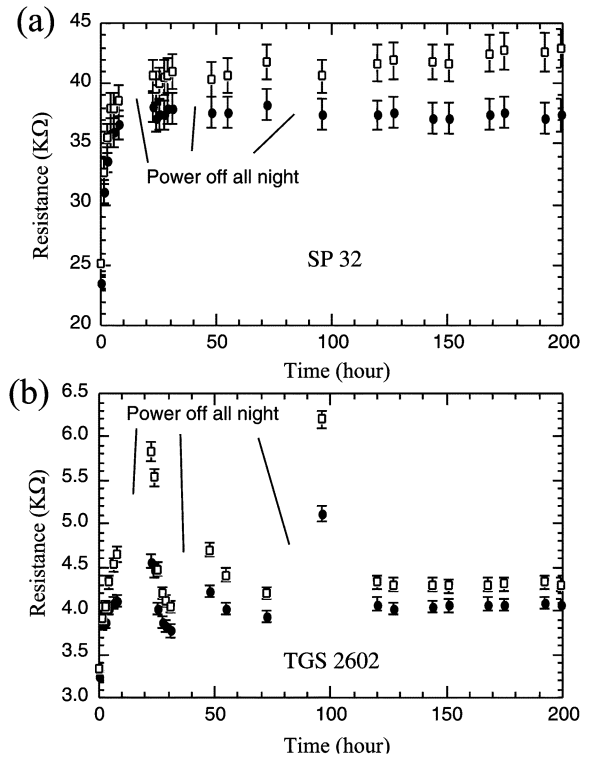 (a)
45
40
35
30
25
20
Resistance (KΩ)
Power off all night
SP 32
0 50 100 150 200
Time (hour)
(b)
6.5
6.0
5.5
5.0
4.5
4.0
3.5
3.0
Resistance (KΩ)
Power off all night
TGS 2602
0 50 100 150 200
Time (hour)